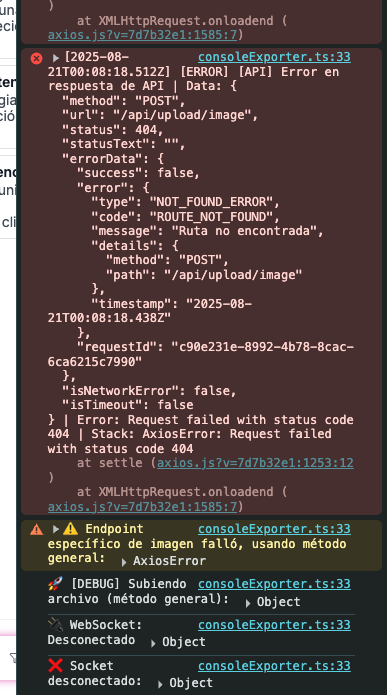 )
at XMLHttpRequest.onloadend (
axios.js?v=7d7b32e1:1585:7)
[2025-08- consoleExporter.ts:33
21T00:08:18.512Z] [ERROR] [API] Error en
respuesta de API | Data: {
"method": "POST",
"url": "/api/upload/image",
"status": 404,
"statusText": "",
"errorData": {
"success": false,
"error": {
"type": "NOT_FOUND_ERROR",
"code": "ROUTE_NOT_FOUND",
"message": "Ruta no encontrada",
"details": {
"method": "POST",
"path": "/api/upload/image"
},
"timestamp": "2025-08-
21T00:08:18.438Z"
},
"requestId": "c90e231e-8992-4b78-8cac-
6ca6215c7990"
},
"isNetworkError": false,
"isTimeout": false
} | Error: Request failed with status code
404 | Stack: AxiosError: Request failed
with status code 404
at settle (axios.js?v=7d7b32e1:1253:12
)
at XMLHttpRequest.onloadend (
axios.js?v=7d7b32e1:1585:7)
⚠️ Endpoint consoleExporter.ts:33
específico de imagen falló, usando método
general: ▶ AxiosError
🚀 [DEBUG] Subiendo consoleExporter.ts:33
archivo (método general): ▶ Object
🔌 WebSocket: consoleExporter.ts:33
Desconectado ▶ Object
❌ Socket consoleExporter.ts:33
desconectado: ▶ Object